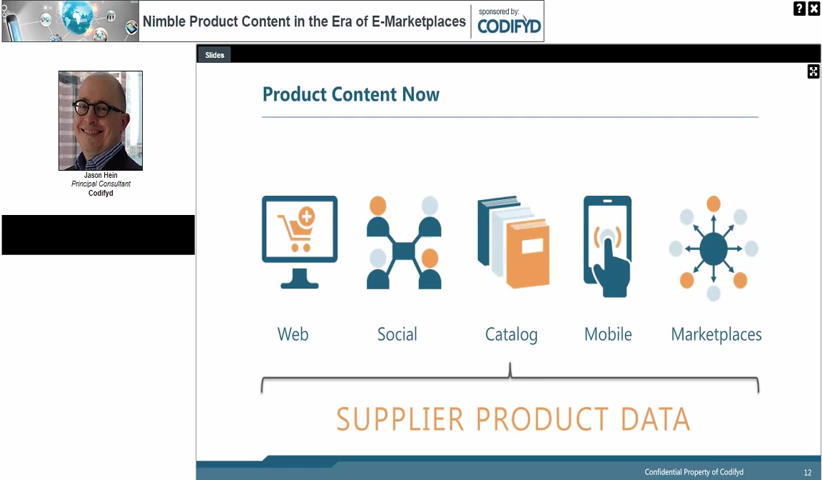 Nimble Product Content in the Era of E-Marketplaces
sponsored by:
CODIFYD
?
Slides
Jason Hein
Principal Consultant
Codifyd
Product Content Now
Web
Social
Catalog
Mobile
Marketplaces
SUPPLIER PRODUCT DATA
Confidential Property of Codifyd
12